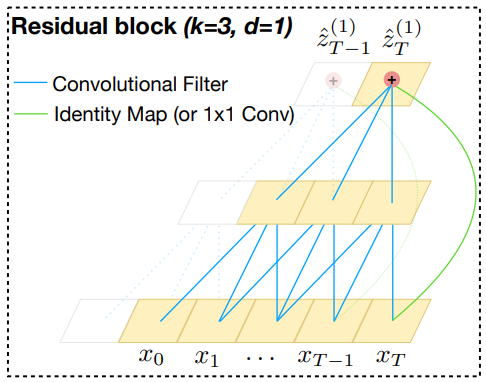 Residual block (k=3, d=1)
ẑ_{T−1}^{(1)} ẑ_T^{(1)}
Convolutional Filter
Identity Map (or 1x1 Conv)
+ +
x_0 x_1 ⋯ x_{T−1} x_T